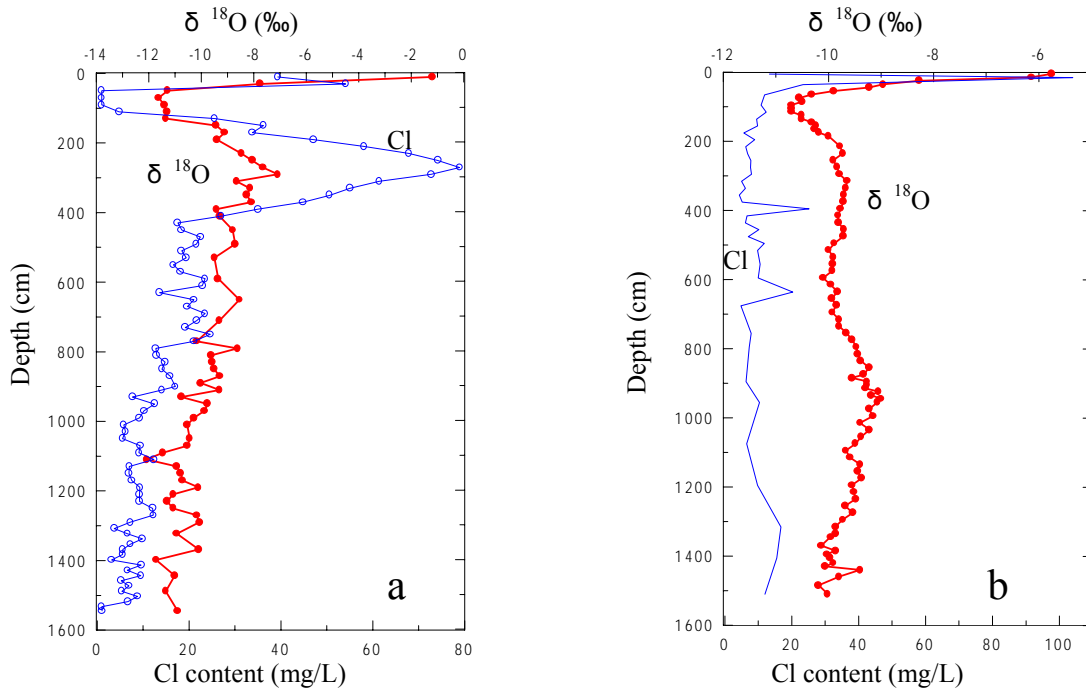 δ 18O (‰)
-14 -12 -10 -8 -6 -4 -2 0
0
200
400
600
800
1000
1200
1400
1600
Depth (cm)
Cl
δ 18O
a
0 20 40 60 80
Cl content (mg/L)
δ 18O (‰)
-12 -10 -8 -6
0
200
400
600
800
1000
1200
1400
1600
Depth (cm)
δ 18O
Cl
b
0 20 40 60 80 100
Cl content (mg/L)